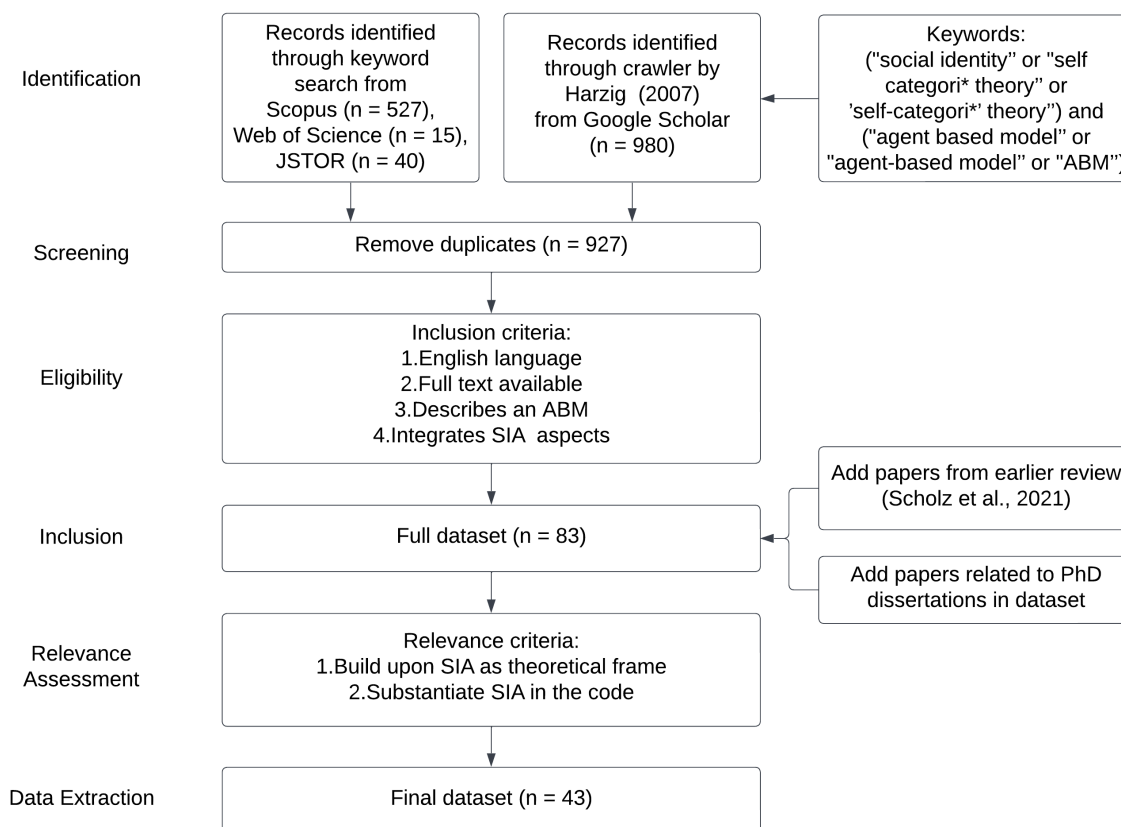 Identification
Records identified
through keyword
search from
Scopus (n = 527),
Web of Science (n = 15),
JSTOR (n = 40)
Records identified
through crawler by
Harzig  (2007)
from Google Scholar
(n = 980)
Keywords:
("social identity” or "self
categori* theory” or
’self-categori*’ theory”) and
("agent based model” or
"agent-based model” or "ABM”)
Screening
Remove duplicates (n = 927)
Eligibility
Inclusion criteria:
1.English language
2.Full text available
3.Describes an ABM
4.Integrates SIA  aspects
Inclusion
Full dataset (n = 83)
Add papers from earlier review
(Scholz et al., 2021)
Add papers related to PhD
dissertations in dataset
Relevance
Assessment
Relevance criteria:
1.Build upon SIA as theoretical frame
2.Substantiate SIA in the code
Data Extraction
Final dataset (n = 43)